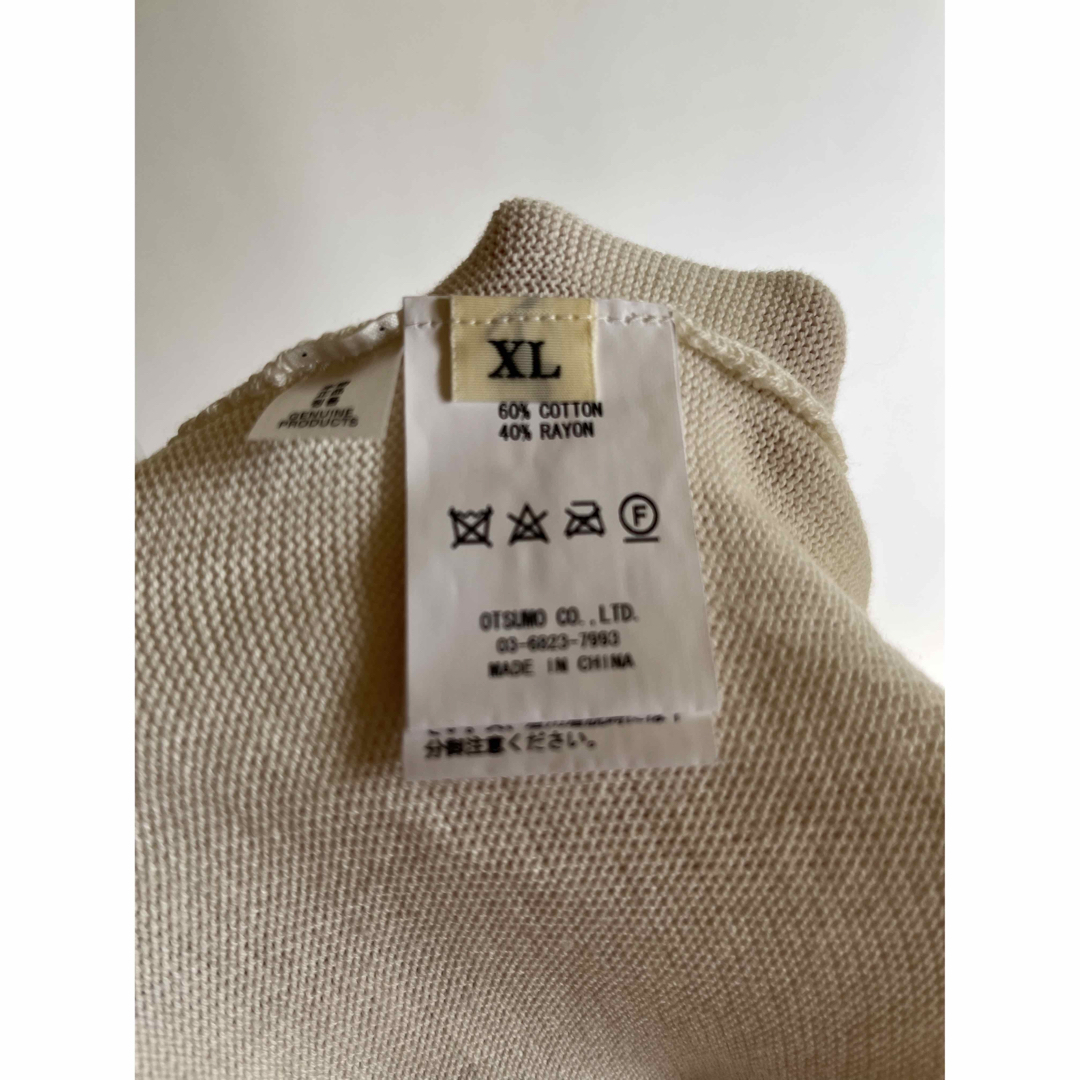 XL
60% COTTON
40% RAYON
GENUINE
PRODUCTS
F
OTSUMO CO.,LTD.
03-6823-7993
MADE IN CHINA
分御注意ください。